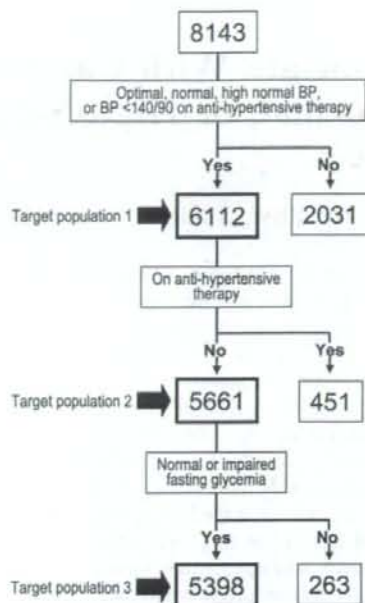 8143
Optimal, normal, high normal BP,
or BP <140/90 on anti-hypertensive therapy
Yes No
Target population 1 6112 2031
On anti-hypertensive
therapy
No Yes
Target population 2 5661 451
Normal or impaired
fasting glycemia
Yes No
Target population 3 5398 263